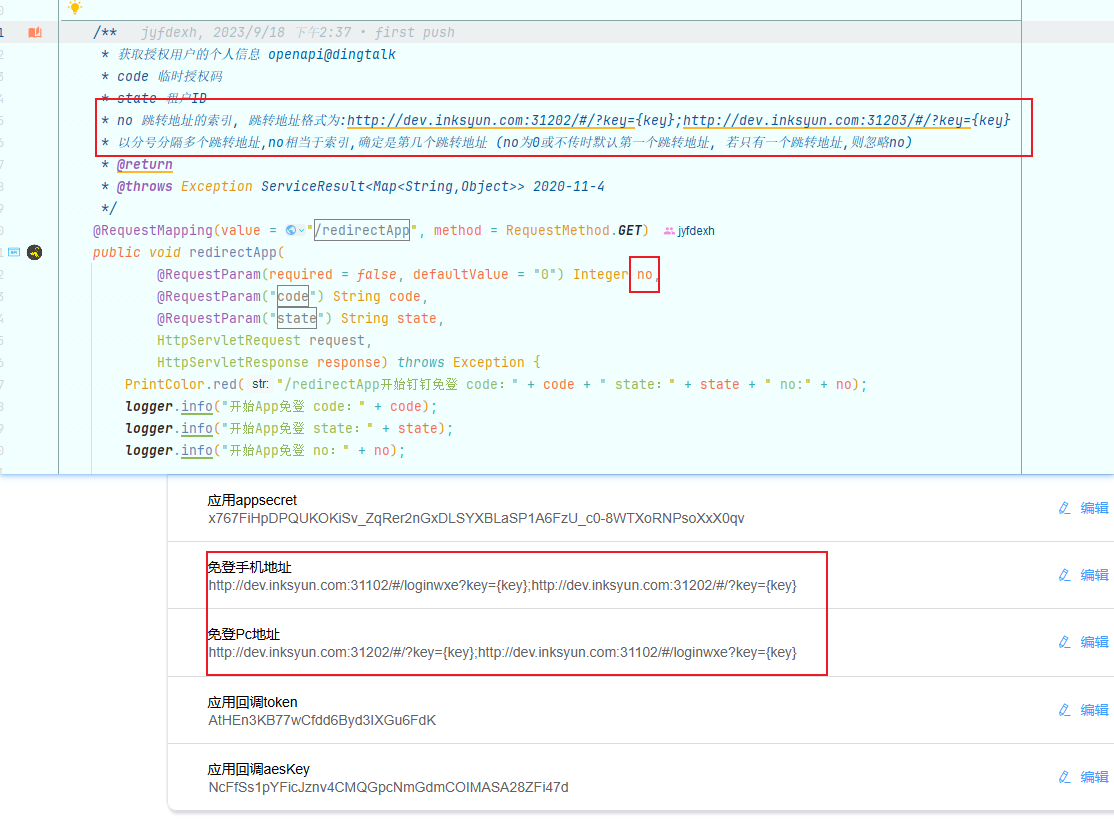 /** jyfdexh, 2023/9/18 下午2:37 • first push
* 获取授权用户的个人信息 openapi@dingtalk
* code 临时授权码
* state 租户ID
* no 跳转地址的索引, 跳转地址格式为:http://dev.inksyun.com:31202/#/?key={key};http://dev.inksyun.com:31203/#/?key={key}
* 以分号分隔多个跳转地址,no相当于索引,确定是第几个跳转地址 (no为0或不传时默认第一个跳转地址, 若只有一个跳转地址,则忽略no)
* @return
* @throws Exception ServiceResult<Map<String,Object>> 2020-11-4
*/
@RequestMapping(value = "/redirectApp", method = RequestMethod.GET) jyfdexh
public void redirectApp(
@RequestParam(required = false, defaultValue = "0") Integer no,
@RequestParam("code") String code,
@RequestParam("state") String state,
HttpServletRequest request,
HttpServletResponse response) throws Exception {
PrintColor.red( str: "/redirectApp开始钉钉免登 code: " + code + " state: " + state + " no:" + no);
logger.info("开始App免登 code: " + code);
logger.info("开始App免登 state: " + state);
logger.info("开始App免登 no: " + no);
应用appsecret
x767FiHpDPQUKOKiSv_ZqRer2nGxDLSYXBLaSP1A6FzU_c0-8WTXoRNPsoXxX0qv
编辑
免登手机地址
http://dev.inksyun.com:31102/#/loginwxe?key={key};http://dev.inksyun.com:31202/#/?key={key}
编辑
免登Pc地址
http://dev.inksyun.com:31202/#/?key={key};http://dev.inksyun.com:31102/#/loginwxe?key={key}
编辑
应用回调token
AtHEn3KB77wCfdd6Byd3IXGu6FdK
编辑
应用回调aesKey
NcFfSs1pYFicJznv4CMQGpcNmGdmCOIMASA28ZFi47d
编辑